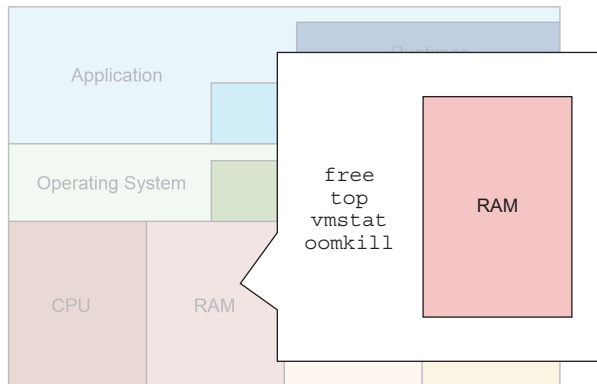 Application
Operating System
CPU
RAM
free
top
vmstat
oomkill
RAM